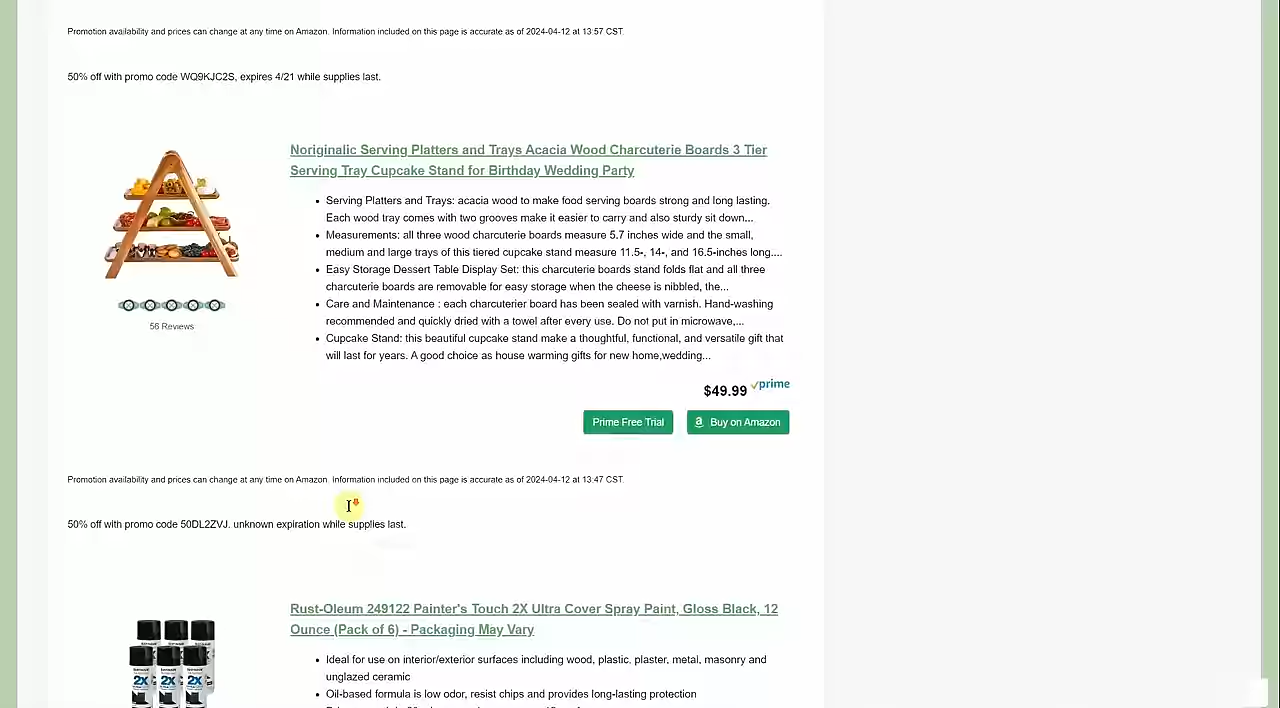 Promotion availability and prices can change at any time on Amazon. Information included on this page is accurate as of 2024-04-12 at 13:57 CST.
50% off with promo code WQ9KJC2S, expires 4/21 while supplies last.
Noriginalic Serving Platters and Trays Acacia Wood Charcuterie Boards 3 Tier
Serving Tray Cupcake Stand for Birthday Wedding Party
Serving Platters and Trays: acacia wood to make food serving boards strong and long lasting.
Each wood tray comes with two grooves make it easier to carry and also sturdy sit down...
Measurements: all three wood charcuterie boards measure 5.7 inches wide and the small,
medium and large trays of this tiered cupcake stand measure 11.5-, 14-, and 16.5-inches long....
Easy Storage Dessert Table Display Set: this charcuterie boards stand folds flat and all three
charcuterie boards are removable for easy storage when the cheese is nibbled, the...
Care and Maintenance : each charcuterier board has been sealed with varnish. Hand-washing
recommended and quickly dried with a towel after every use. Do not put in microwave,...
Cupcake Stand: this beautiful cupcake stand make a thoughtful, functional, and versatile gift that
will last for years. A good choice as house warming gifts for new home,wedding...
56 Reviews
$49.99 prime
Prime Free Trial
Buy on Amazon
Promotion availability and prices can change at any time on Amazon. Information included on this page is accurate as of 2024-04-12 at 13:47 CST.
50% off with promo code 50DL2ZVJ. unknown expiration while supplies last.
Rust-Oleum 249122 Painter's Touch 2X Ultra Cover Spray Paint, Gloss Black, 12
Ounce (Pack of 6) - Packaging May Vary
Ideal for use on interior/exterior surfaces including wood, plastic, plaster, metal, masonry and
unglazed ceramic
Oil-based formula is low odor, resist chips and provides long-lasting protection
2X 2X 2X